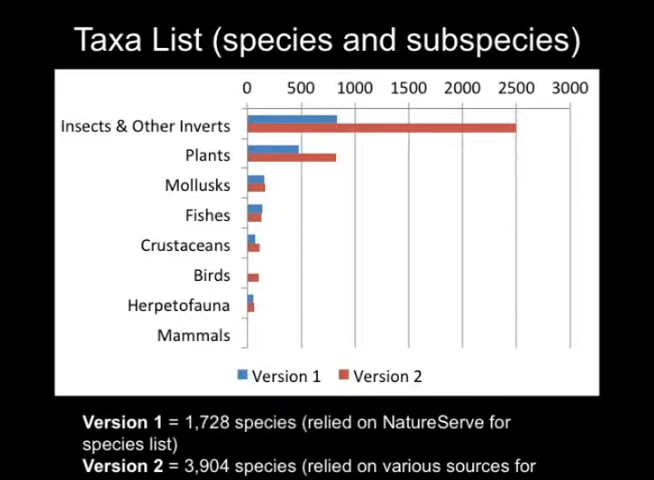 Taxa List (species and subspecies)
0 500 1000 1500 2000 2500 3000
Insects & Other Inverts
Plants
Mollusks
Fishes
Crustaceans
Birds
Herpetofauna
Mammals
Version 1 Version 2
Version 1 = 1,728 species (relied on NatureServe for
species list)
Version 2 = 3,904 species (relied on various sources for